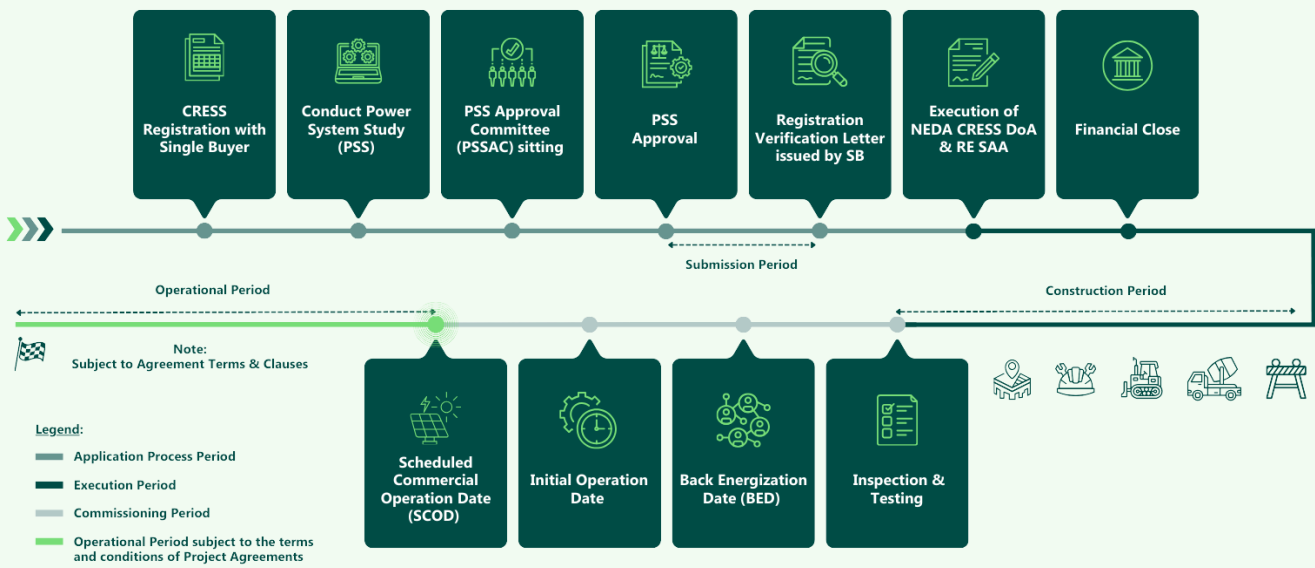 CRESS
Registration with
Single Buyer
Conduct Power
System Study
(PSS)
PSS Approval
Committee
(PSSAC) sitting
PSS
Approval
Registration
Verification Letter
issued by SB
Execution of
NEDA CRESS DoA
& RE SAA
Financial Close
Submission Period
Operational Period
Construction Period
Note:
Subject to Agreement Terms & Clauses
Scheduled
Commercial
Operation Date
(SCOD)
Initial Operation
Date
Back Energization
Date (BED)
Inspection &
Testing
Legend:
Application Process Period
Execution Period
Commissioning Period
Operational Period subject to the terms
and conditions of Project Agreements